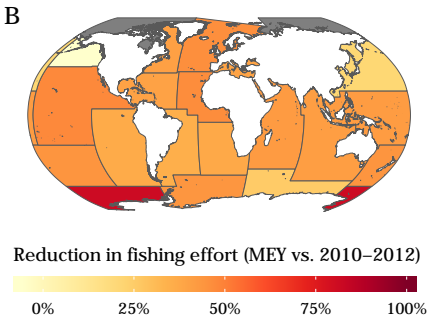 B
Reduction in fishing effort (MEY vs. 2010–2012)
0% 25% 50% 75% 100%